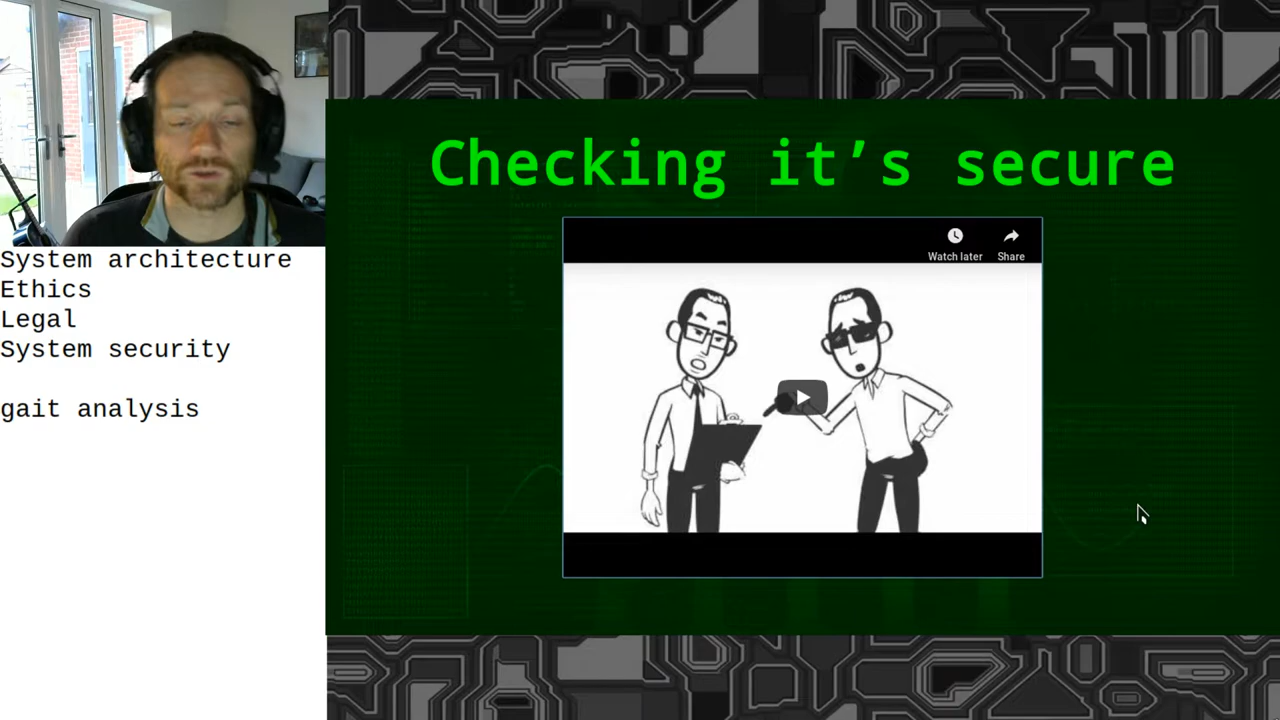 Checking it's secure
Watch later
Share
System architecture
Ethics
Legal
System security
gait analysis